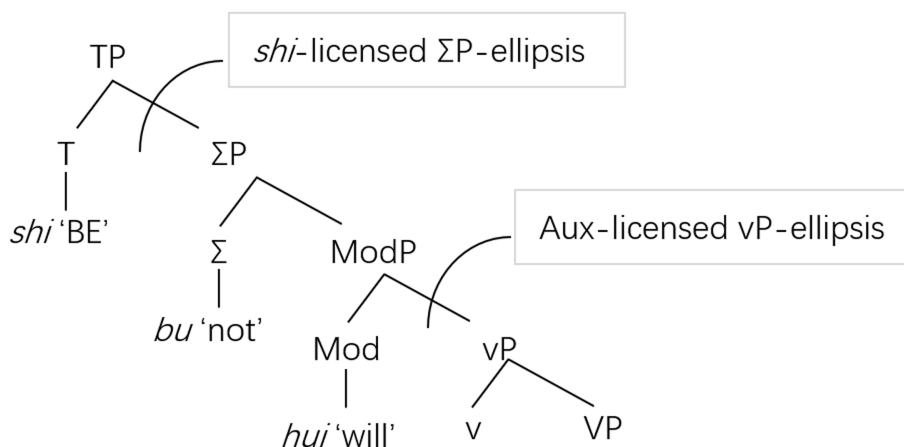 TP
shi-licensed ΣP-ellipsis
T
ΣP
shi ‘BE’
Aux-licensed vP-ellipsis
Σ
ModP
bu ‘not’
Mod
vP
hui ‘will’
v
VP